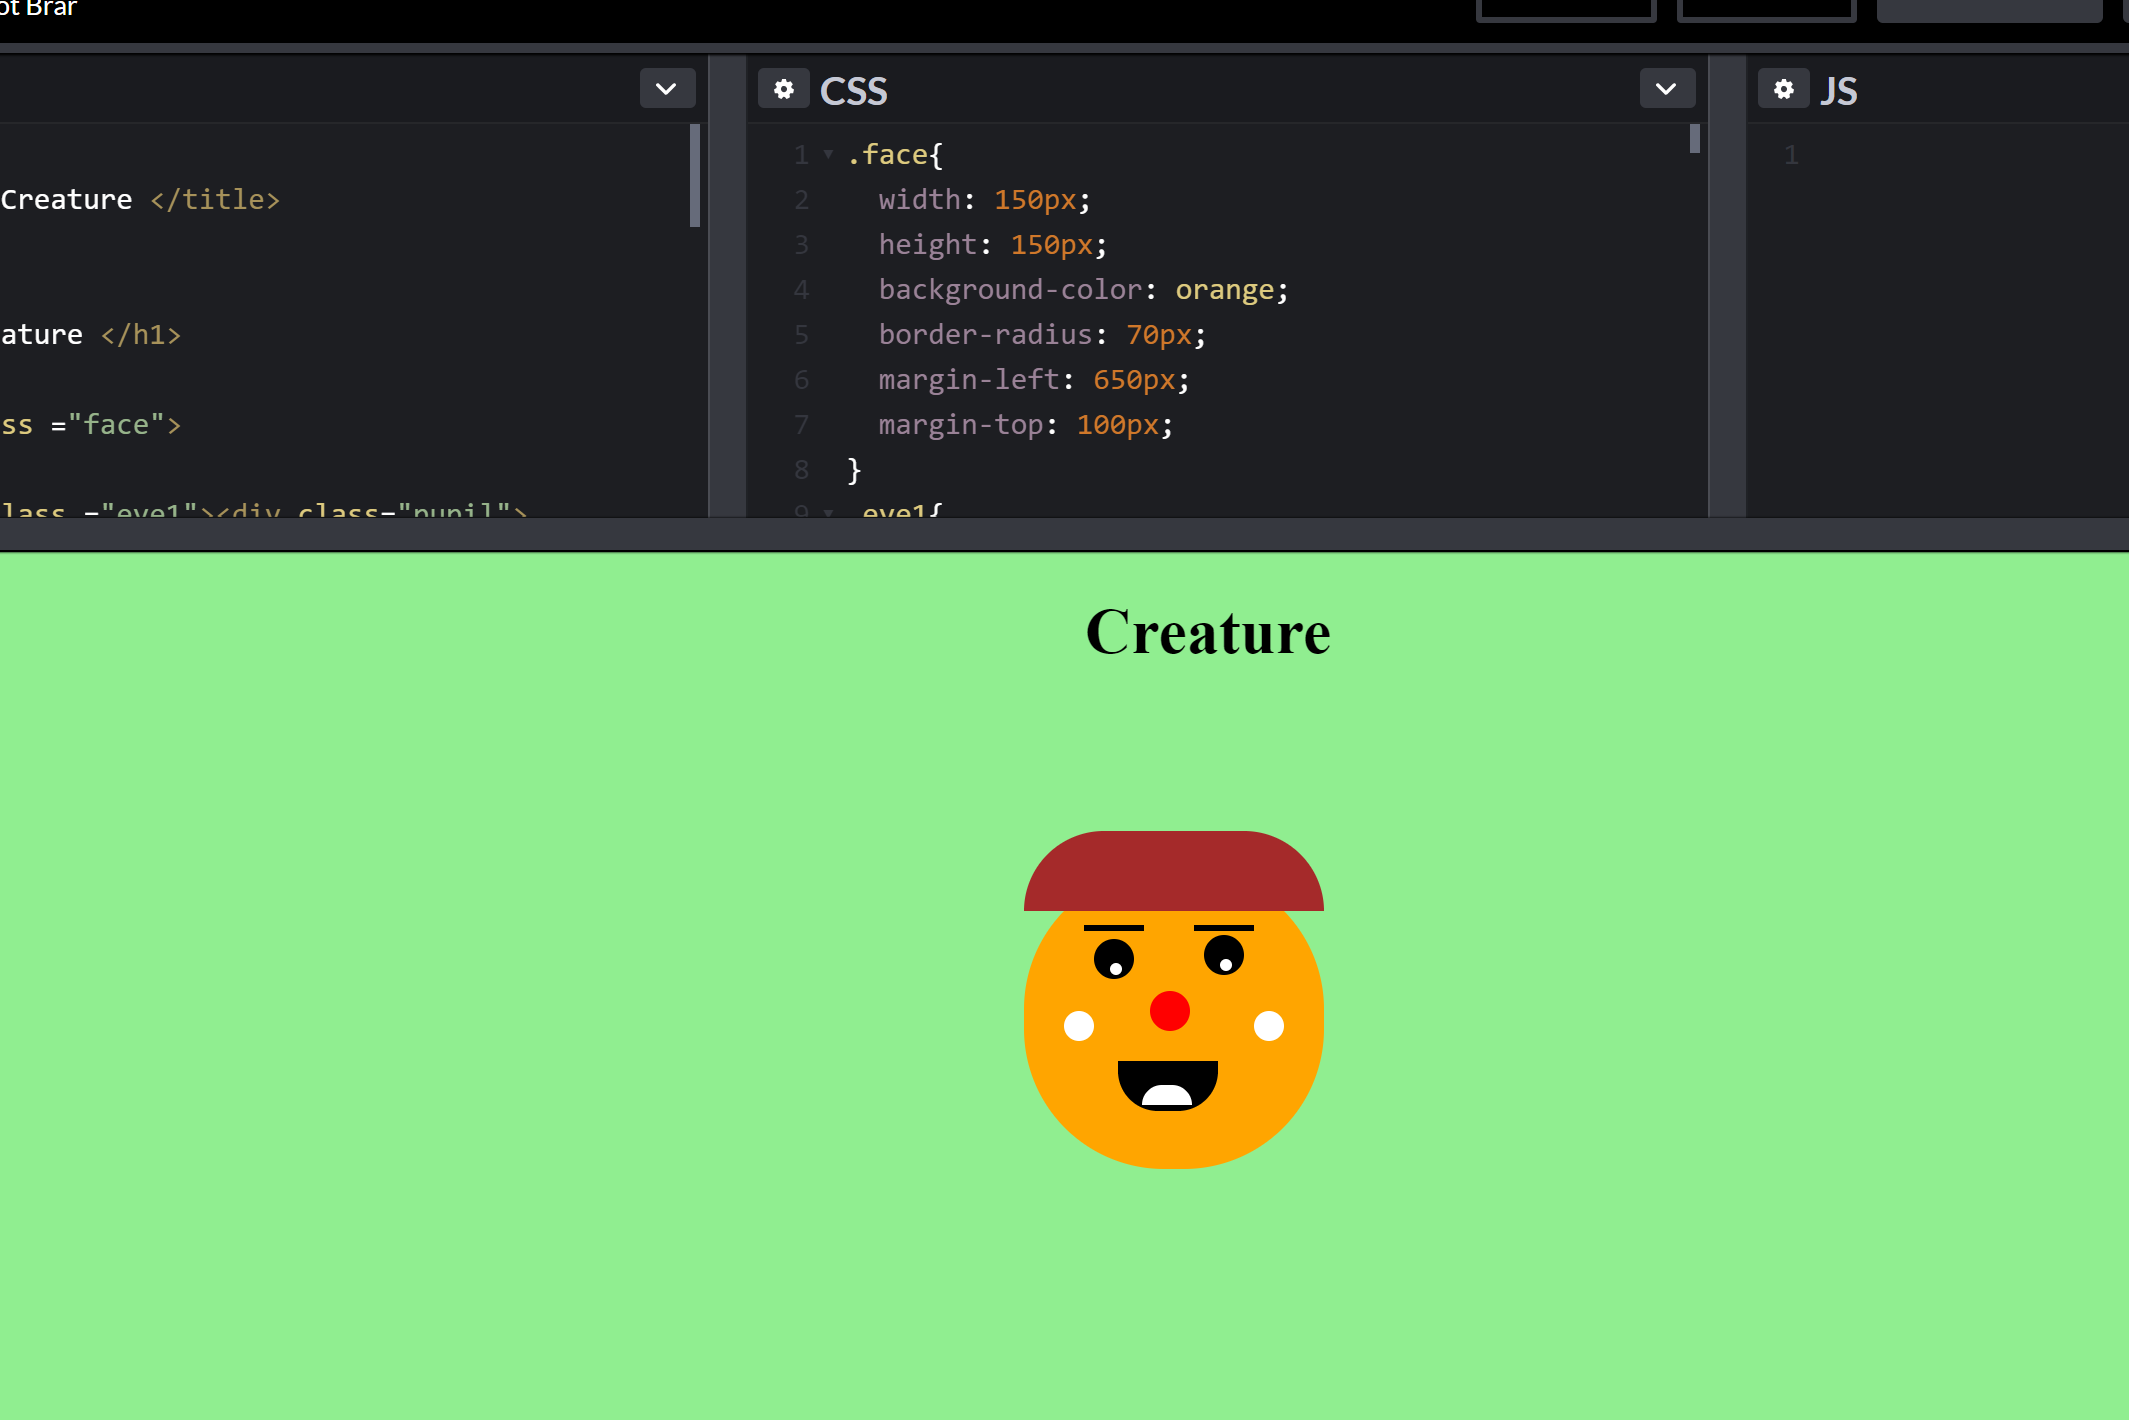 ot Brar
CSS
JS
Creature </title>
ature </h1>
ss ="face">
lass ="eye1"><div class="pupil">
1 .face{
2 width: 150px;
3 height: 150px;
4 background-color: orange;
5 border-radius: 70px;
6 margin-left: 650px;
7 margin-top: 100px;
8 }
9 .eye1{
1
Creature